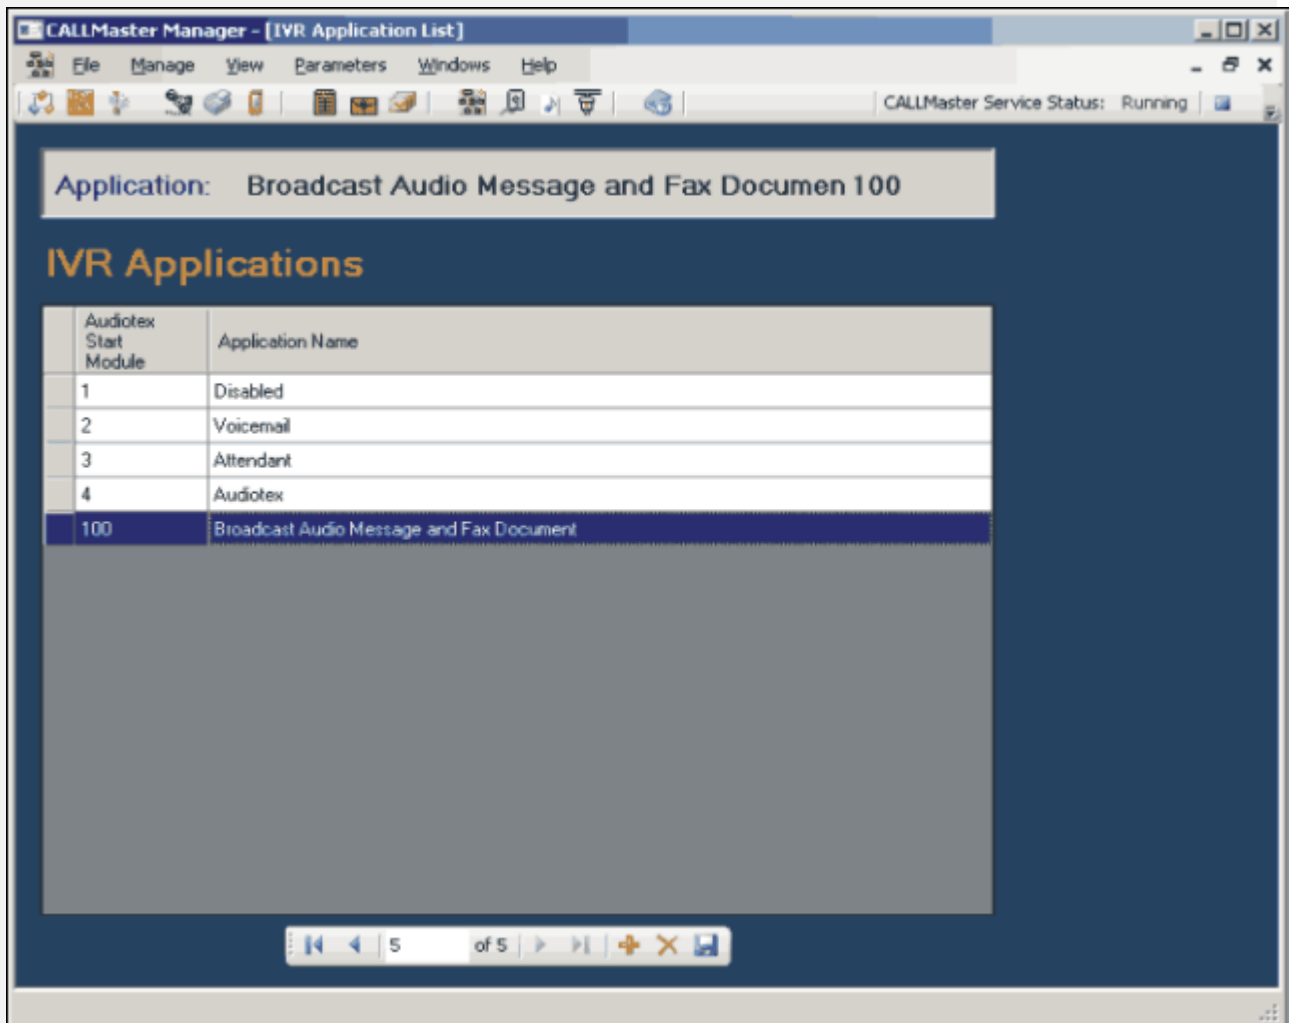 CALLMaster Manager - [IVR Application List]
File Manage View Parameters Windows Help
CALLMaster Service Status: Running
Application: Broadcast Audio Message and Fax Documen 100
IVR Applications
Audiotex
Start
Module
Application Name
1 Disabled
2 Voicemail
3 Attendant
4 Audiotex
100 Broadcast Audio Message and Fax Document
5 of 5